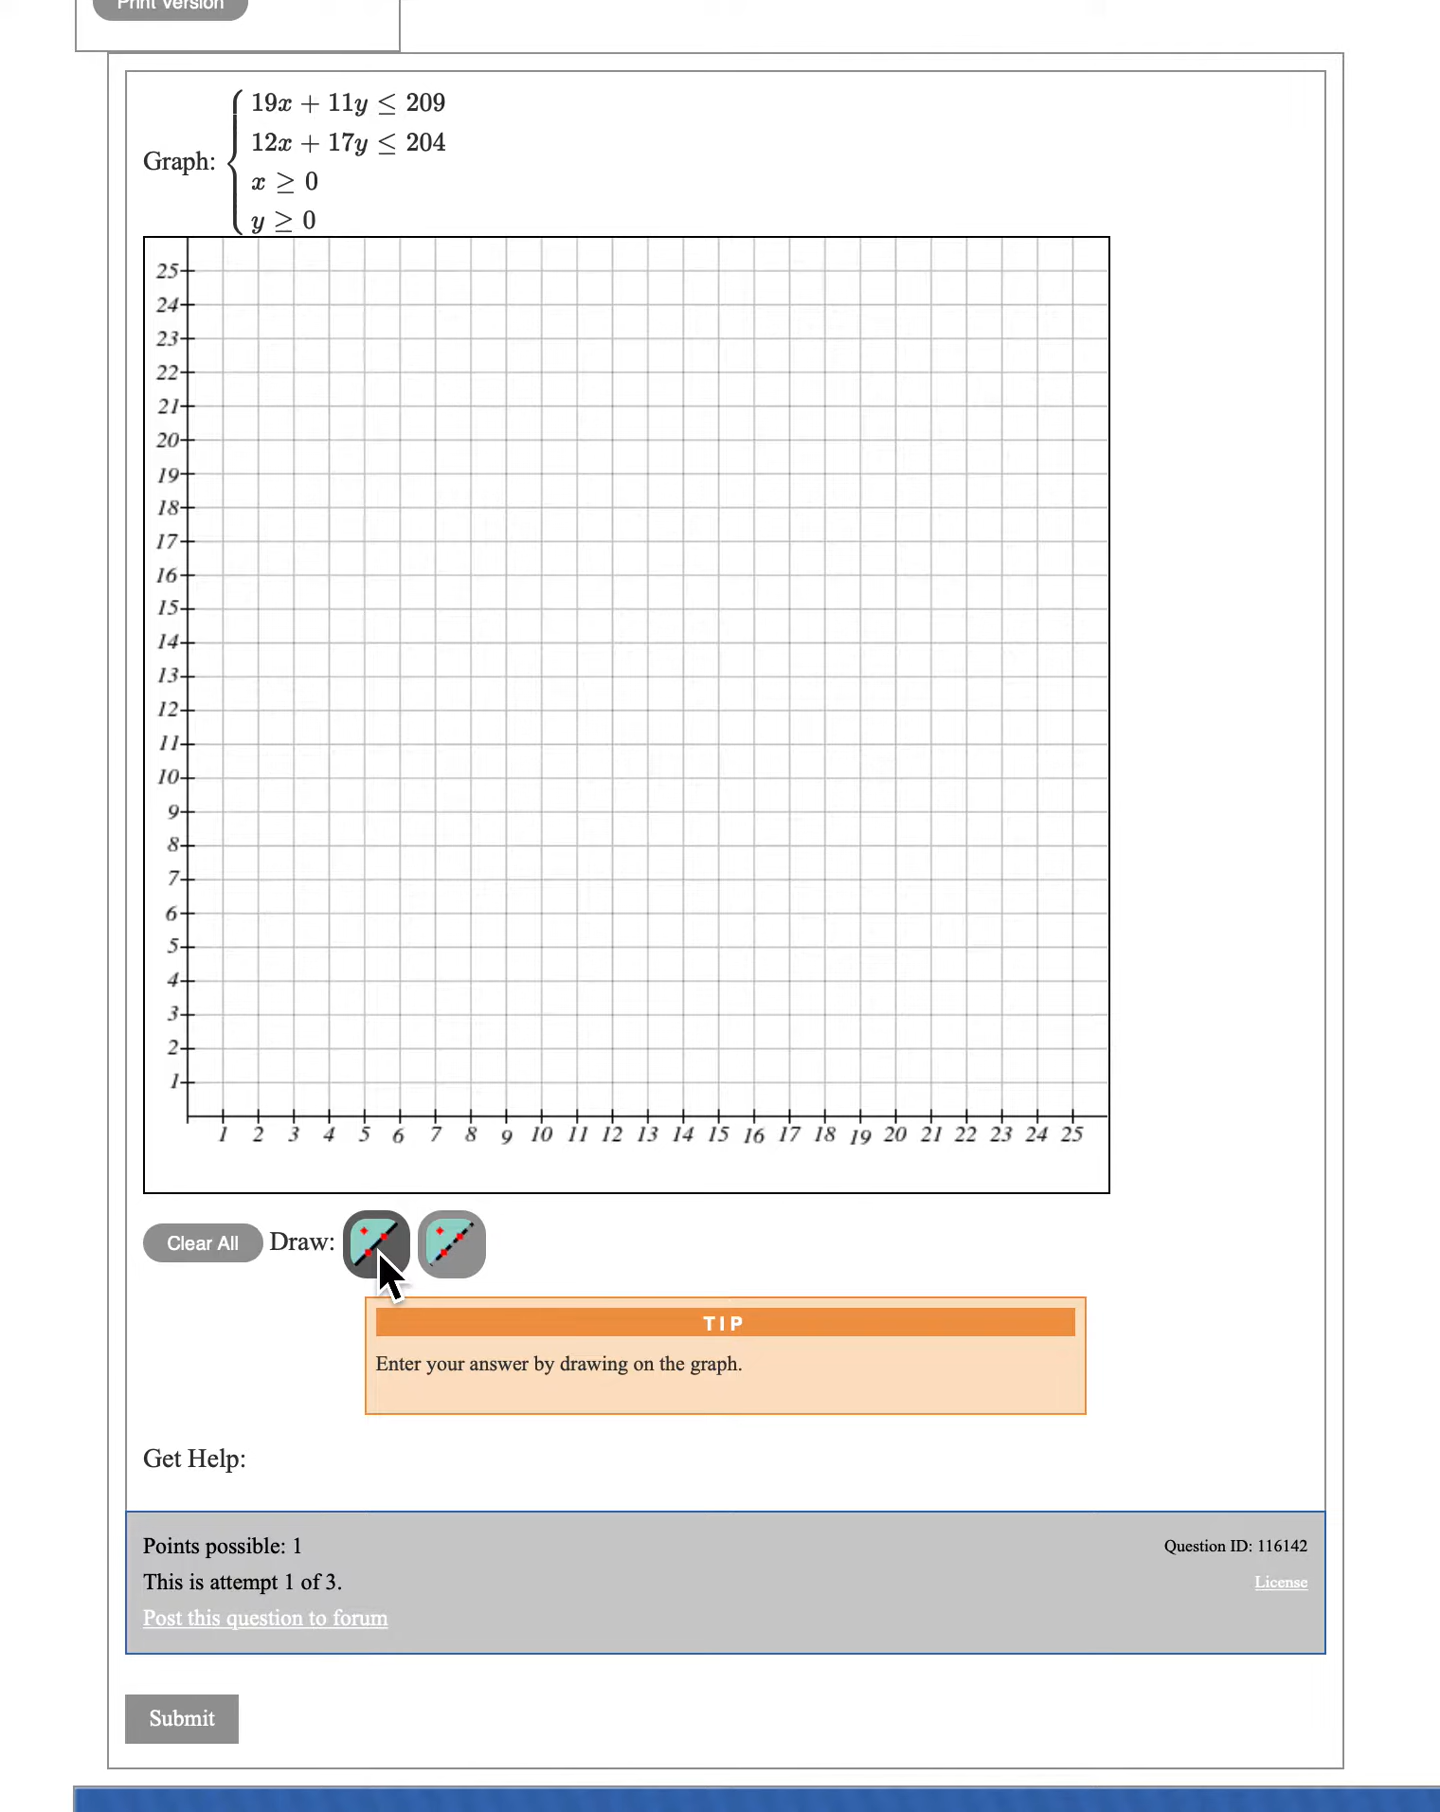 Print Version
Graph:
19x + 11y ≤ 209
12x + 17y ≤ 204
x ≥ 0
y ≥ 0
25
24
23
22
21
20
19
18
17
16
15
14
13
12
11
10
9
8
7
6
5
4
3
2
1
1 2 3 4 5 6 7 8 9 10 11 12 13 14 15 16 17 18 19 20 21 22 23 24 25
Clear All Draw:
TIP
Enter your answer by drawing on the graph.
Get Help:
Points possible: 1
Question ID: 116142
This is attempt 1 of 3.
License
Post this question to forum
Submit